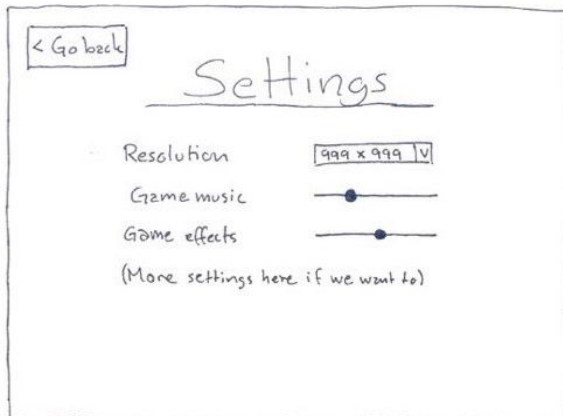 < Go back
Settings
Resolution 999 x 999 V
Game music
Game effects
(More settings here if we want to)